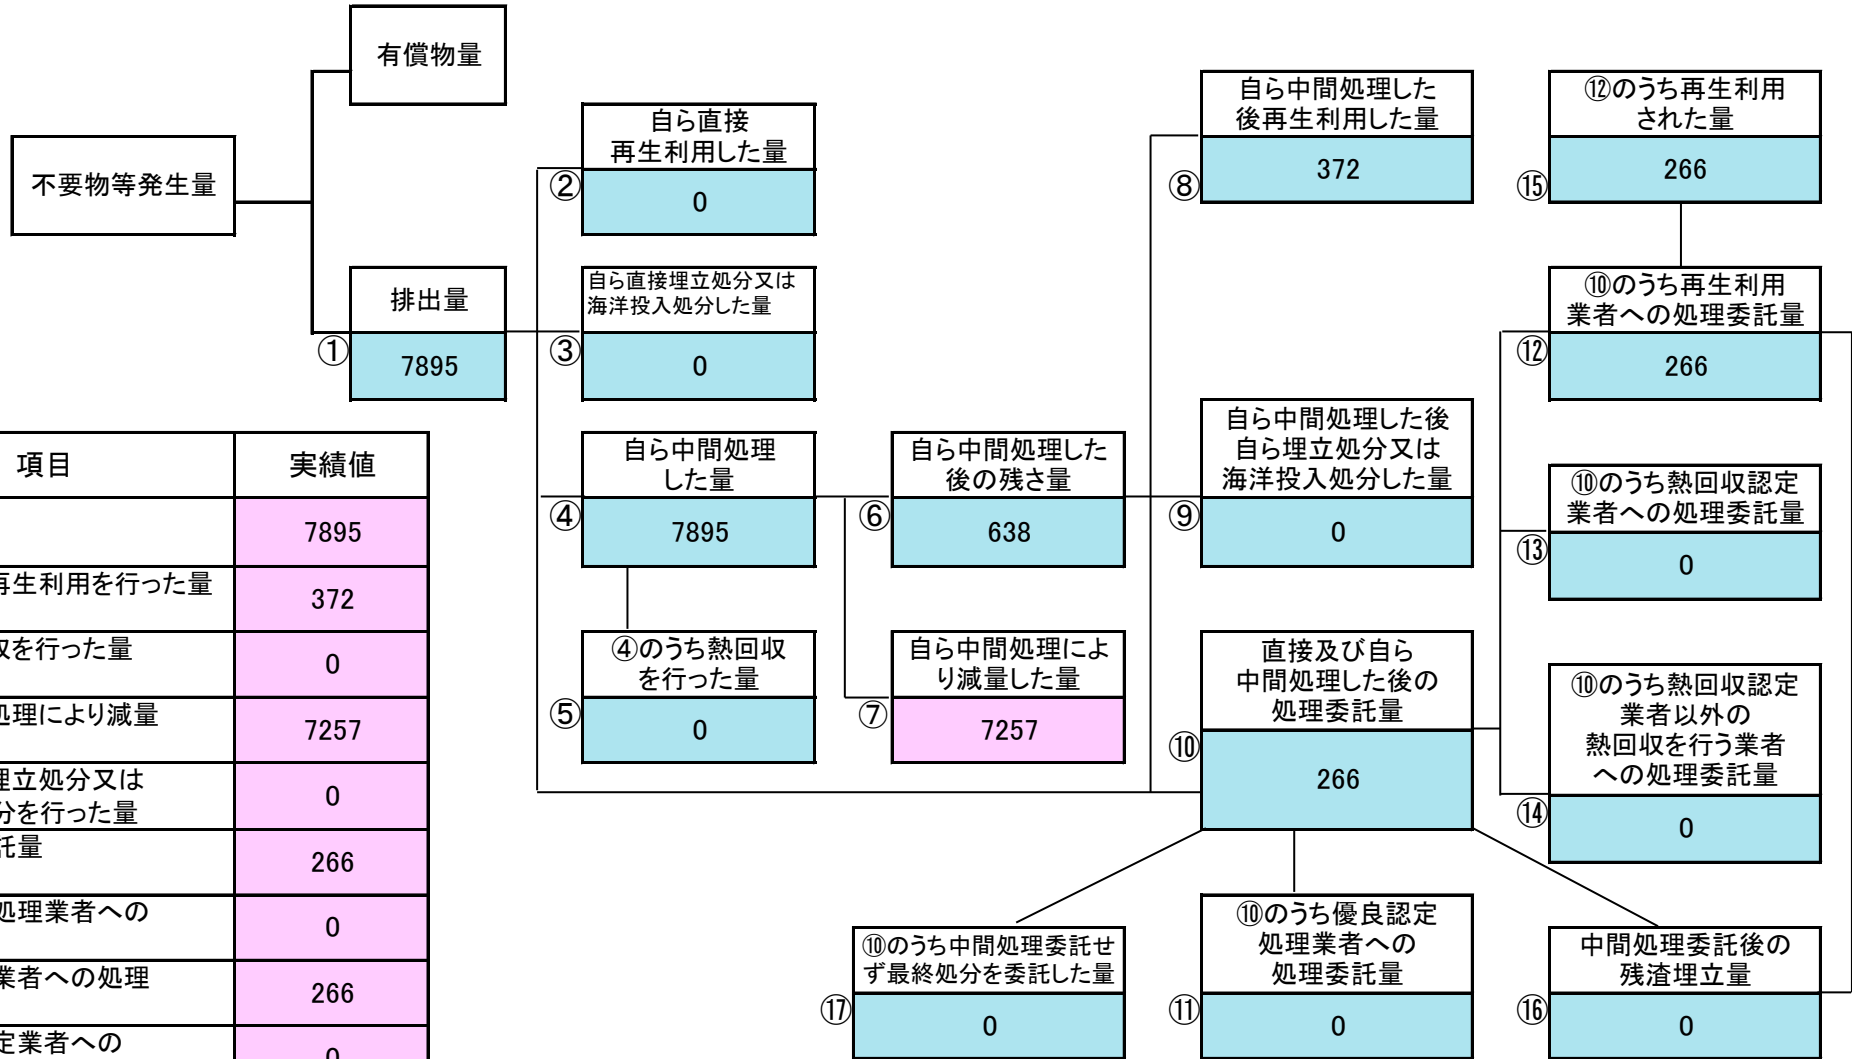 有償物量
不要物等発生量
排出量
①
7895
自ら直接
再生利用した量
②
0
自ら直接埋立処分又は
海洋投入処分した量
③
0
自ら中間処理
した量
④
7895
④のうち熱回収
を行った量
⑤
0
自ら中間処理した
後の残さ量
⑥
638
自ら中間処理によ
り減量した量
⑦
7257
自ら中間処理した
後再生利用した量
⑧
372
自ら中間処理した後
自ら埋立処分又は
海洋投入処分した量
⑨
0
直接及び自ら
中間処理した後の
処理委託量
⑩
266
⑫のうち再生利用
された量
⑮
266
⑩のうち再生利用
業者への処理委託量
⑫
266
⑩のうち熱回収認定
業者への処理委託量
⑬
0
⑩のうち熱回収認定
業者以外の
熱回収を行う業者
への処理委託量
⑭
0
⑩のうち中間処理委託せ
ず最終処分を委託した量
⑰
0
⑩のうち優良認定
処理業者への
処理委託量
⑪
0
中間処理委託後の
残渣埋立量
⑯
0
項目 実績値
7895
再生利用を行った量 372
を行った量 0
処理により減量 7257
埋立処分又は
分を行った量 0
託量 266
処理業者への 0
業者への処理 266
定業者への 0